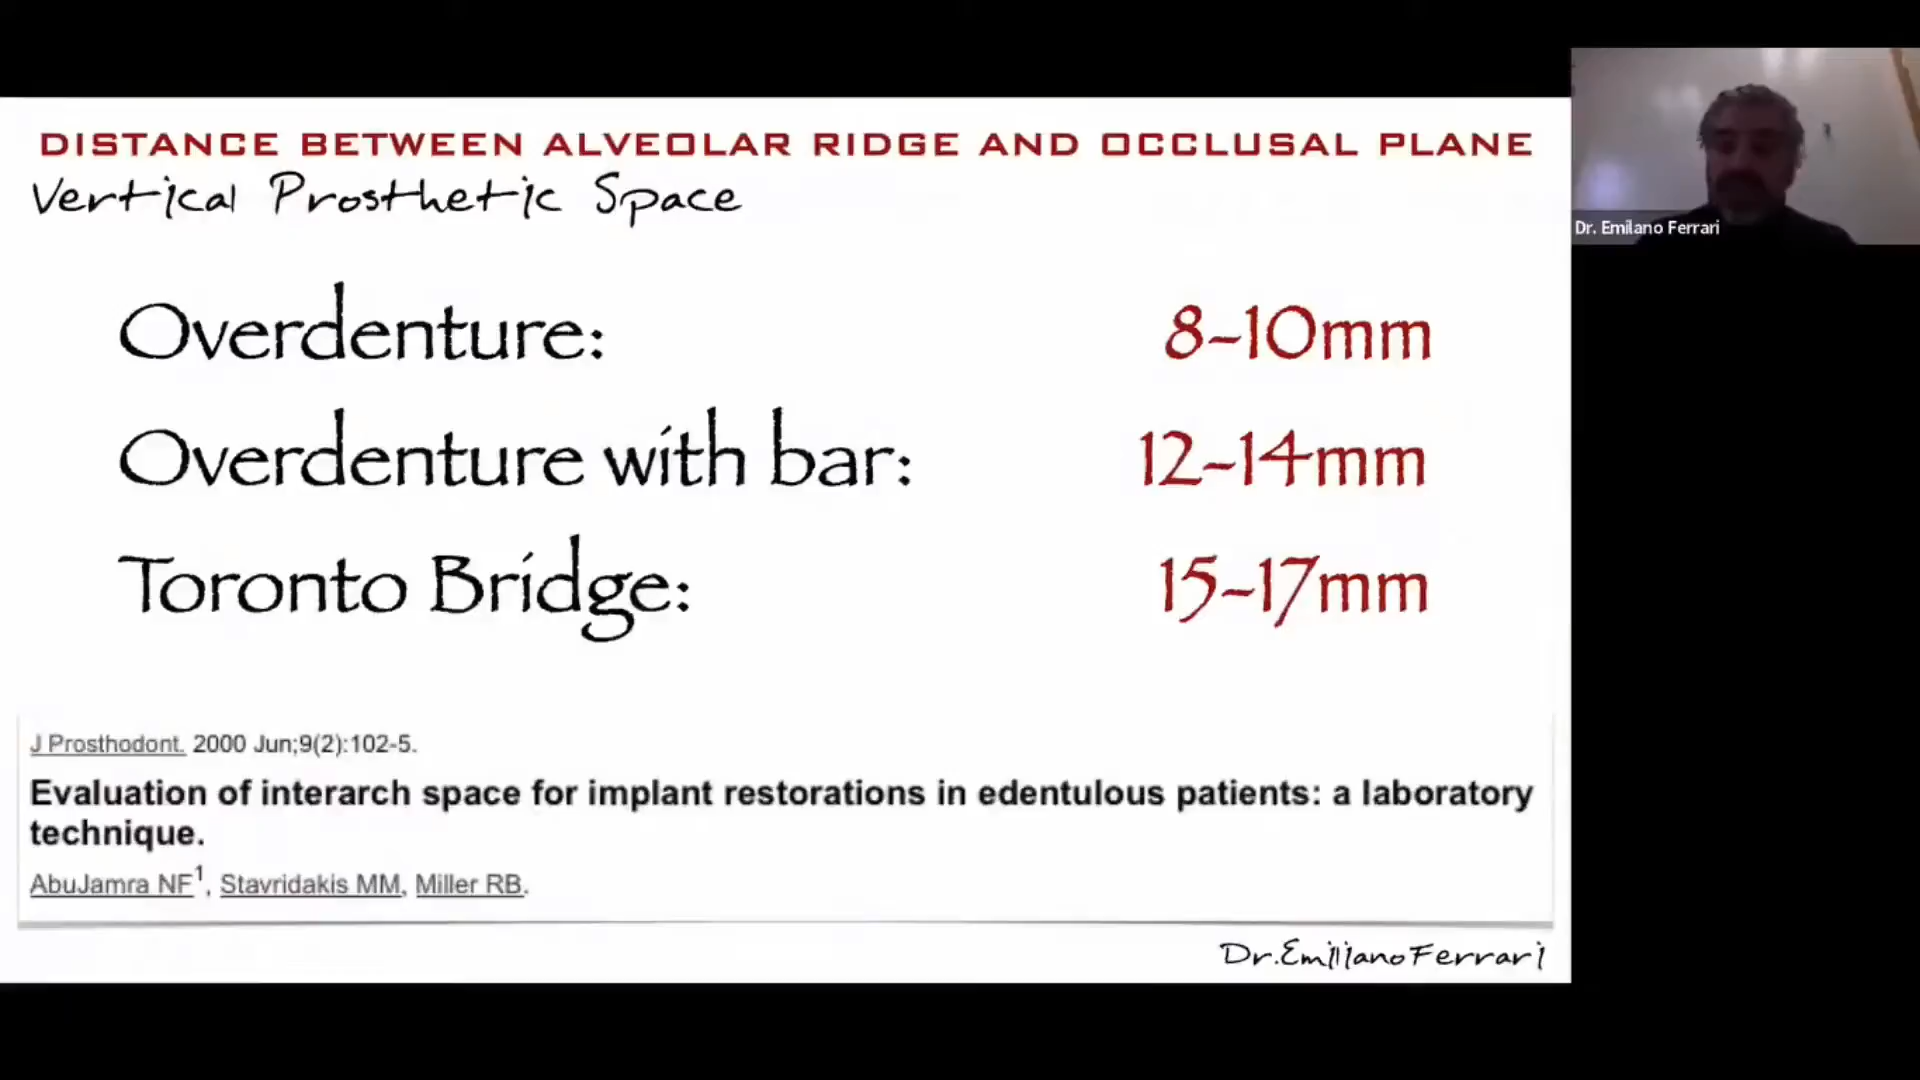 DISTANCE BETWEEN ALVEOLAR RIDGE AND OCCLUSAL PLANE
Vertical Prosthetic Space
Overdenture: 8-10mm
Overdenture with bar: 12-14mm
Toronto Bridge: 15-17mm
J Prosthodont. 2000 Jun;9(2):102-5.
Evaluation of interarch space for implant restorations in edentulous patients: a laboratory
technique.
AbuJamra NF1, Stavridakis MM, Miller RB.
Dr.Emiliano Ferrari
Dr. Emilano Ferrari